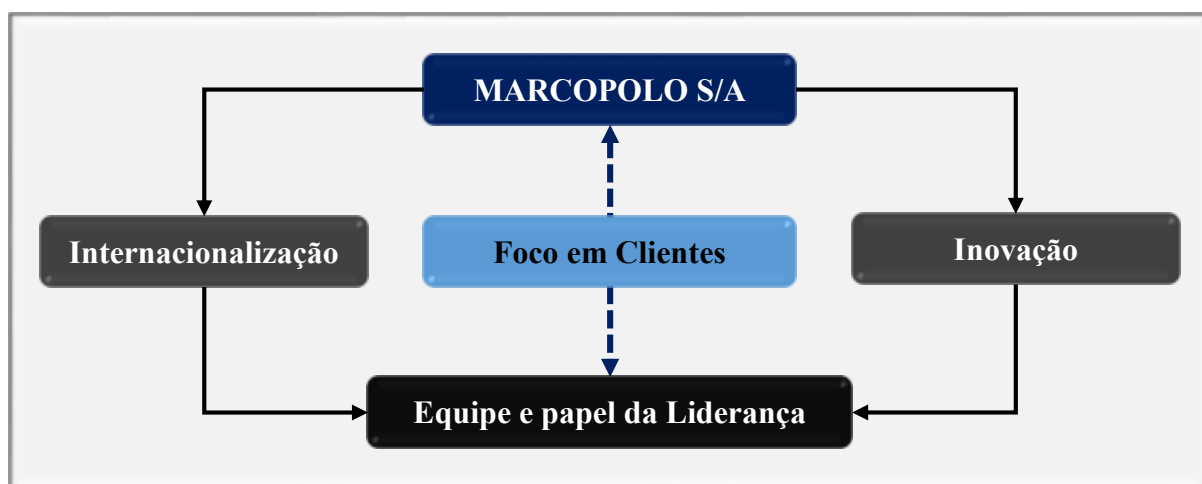 MARCOPOLO S/A
Internacionalização
Foco em Clientes
Inovação
Equipe e papel da Liderança